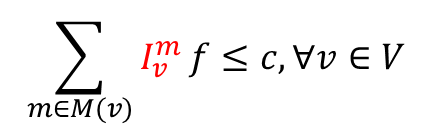 ∑_{m∈M(v)} I_v^m f ≤ c, ∀v ∈ V